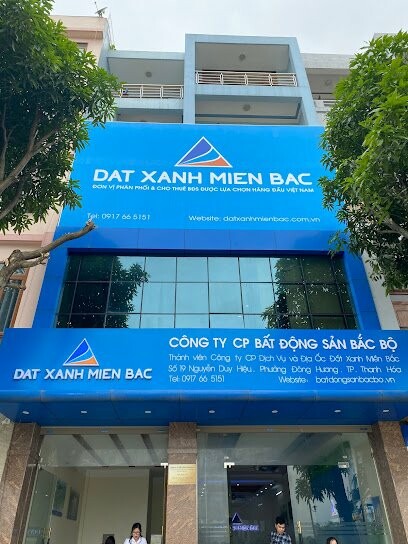 DAT XANH MIEN BAC
ĐƠN VỊ PHÂN PHỐI & CHO THUÊ BĐS ĐƯỢC LỰA CHỌN HÀNG ĐẦU VIỆT NAM
Tel: 0917 66 5151 Website: datxanhmienbac.com.vn
DAT XANH MIEN BAC
CÔNG TY CP BẤT ĐỘNG SẢN BẮC BỘ
Thành viên Công ty CP Dịch Vụ và Địa Ốc Đất Xanh Miền Bắc
Số 19 Nguyễn Duy Hiệu, Phường Đông Hương, TP. Thanh Hóa
Tel: 0917 66 5151 Website: batdongsanbacbo.vn